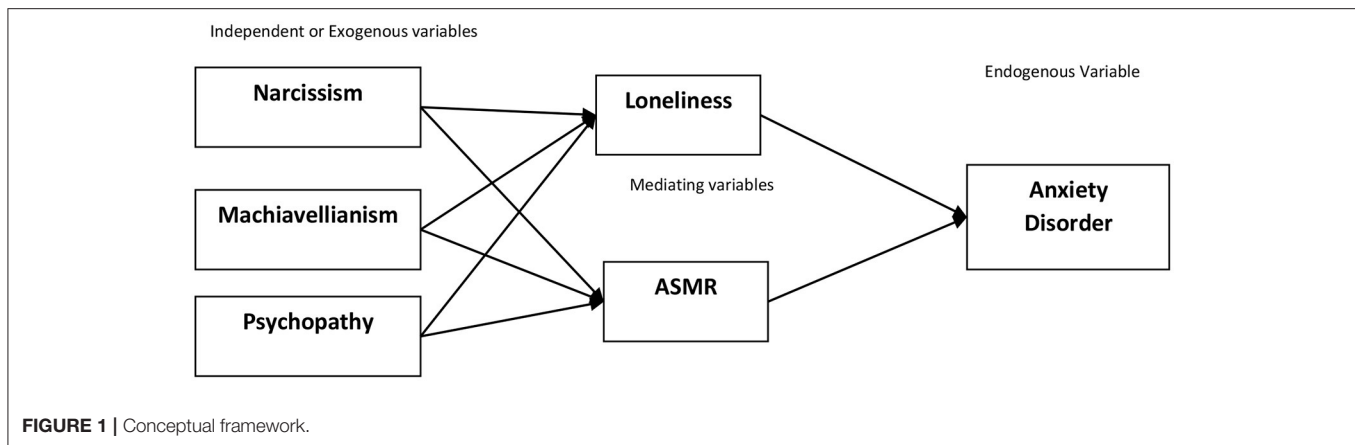 Independent or Exogenous variables
Narcissism
Machiavellianism
Psychopathy
Loneliness
Mediating variables
ASMR
Endogenous Variable
Anxiety
Disorder
FIGURE 1 | Conceptual framework.